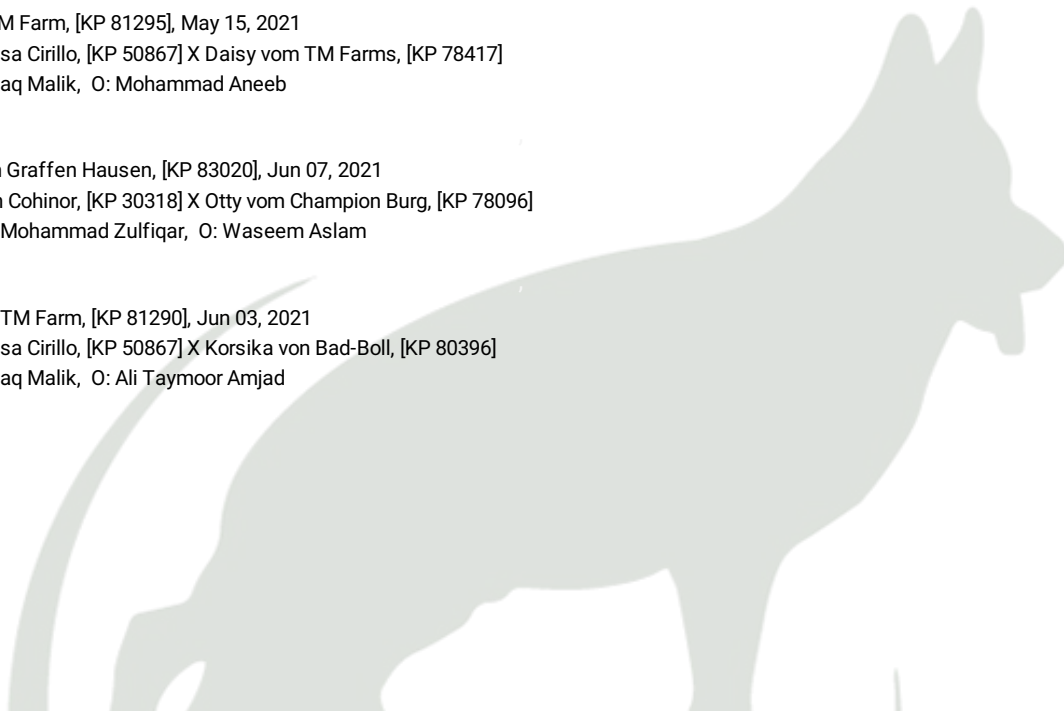 M Farm, [KP 81295], May 15, 2021
sa Cirillo, [KP 50867] X Daisy vom TM Farms, [KP 78417]
aq Malik, O: Mohammad Aneeb
Graffen Hausen, [KP 83020], Jun 07, 2021
Cohinor, [KP 30318] X Otty vom Champion Burg, [KP 78096]
Mohammad Zulfiqar, O: Waseem Aslam
TM Farm, [KP 81290], Jun 03, 2021
sa Cirillo, [KP 50867] X Korsika von Bad-Boll, [KP 80396]
aq Malik, O: Ali Taymoor Amjad